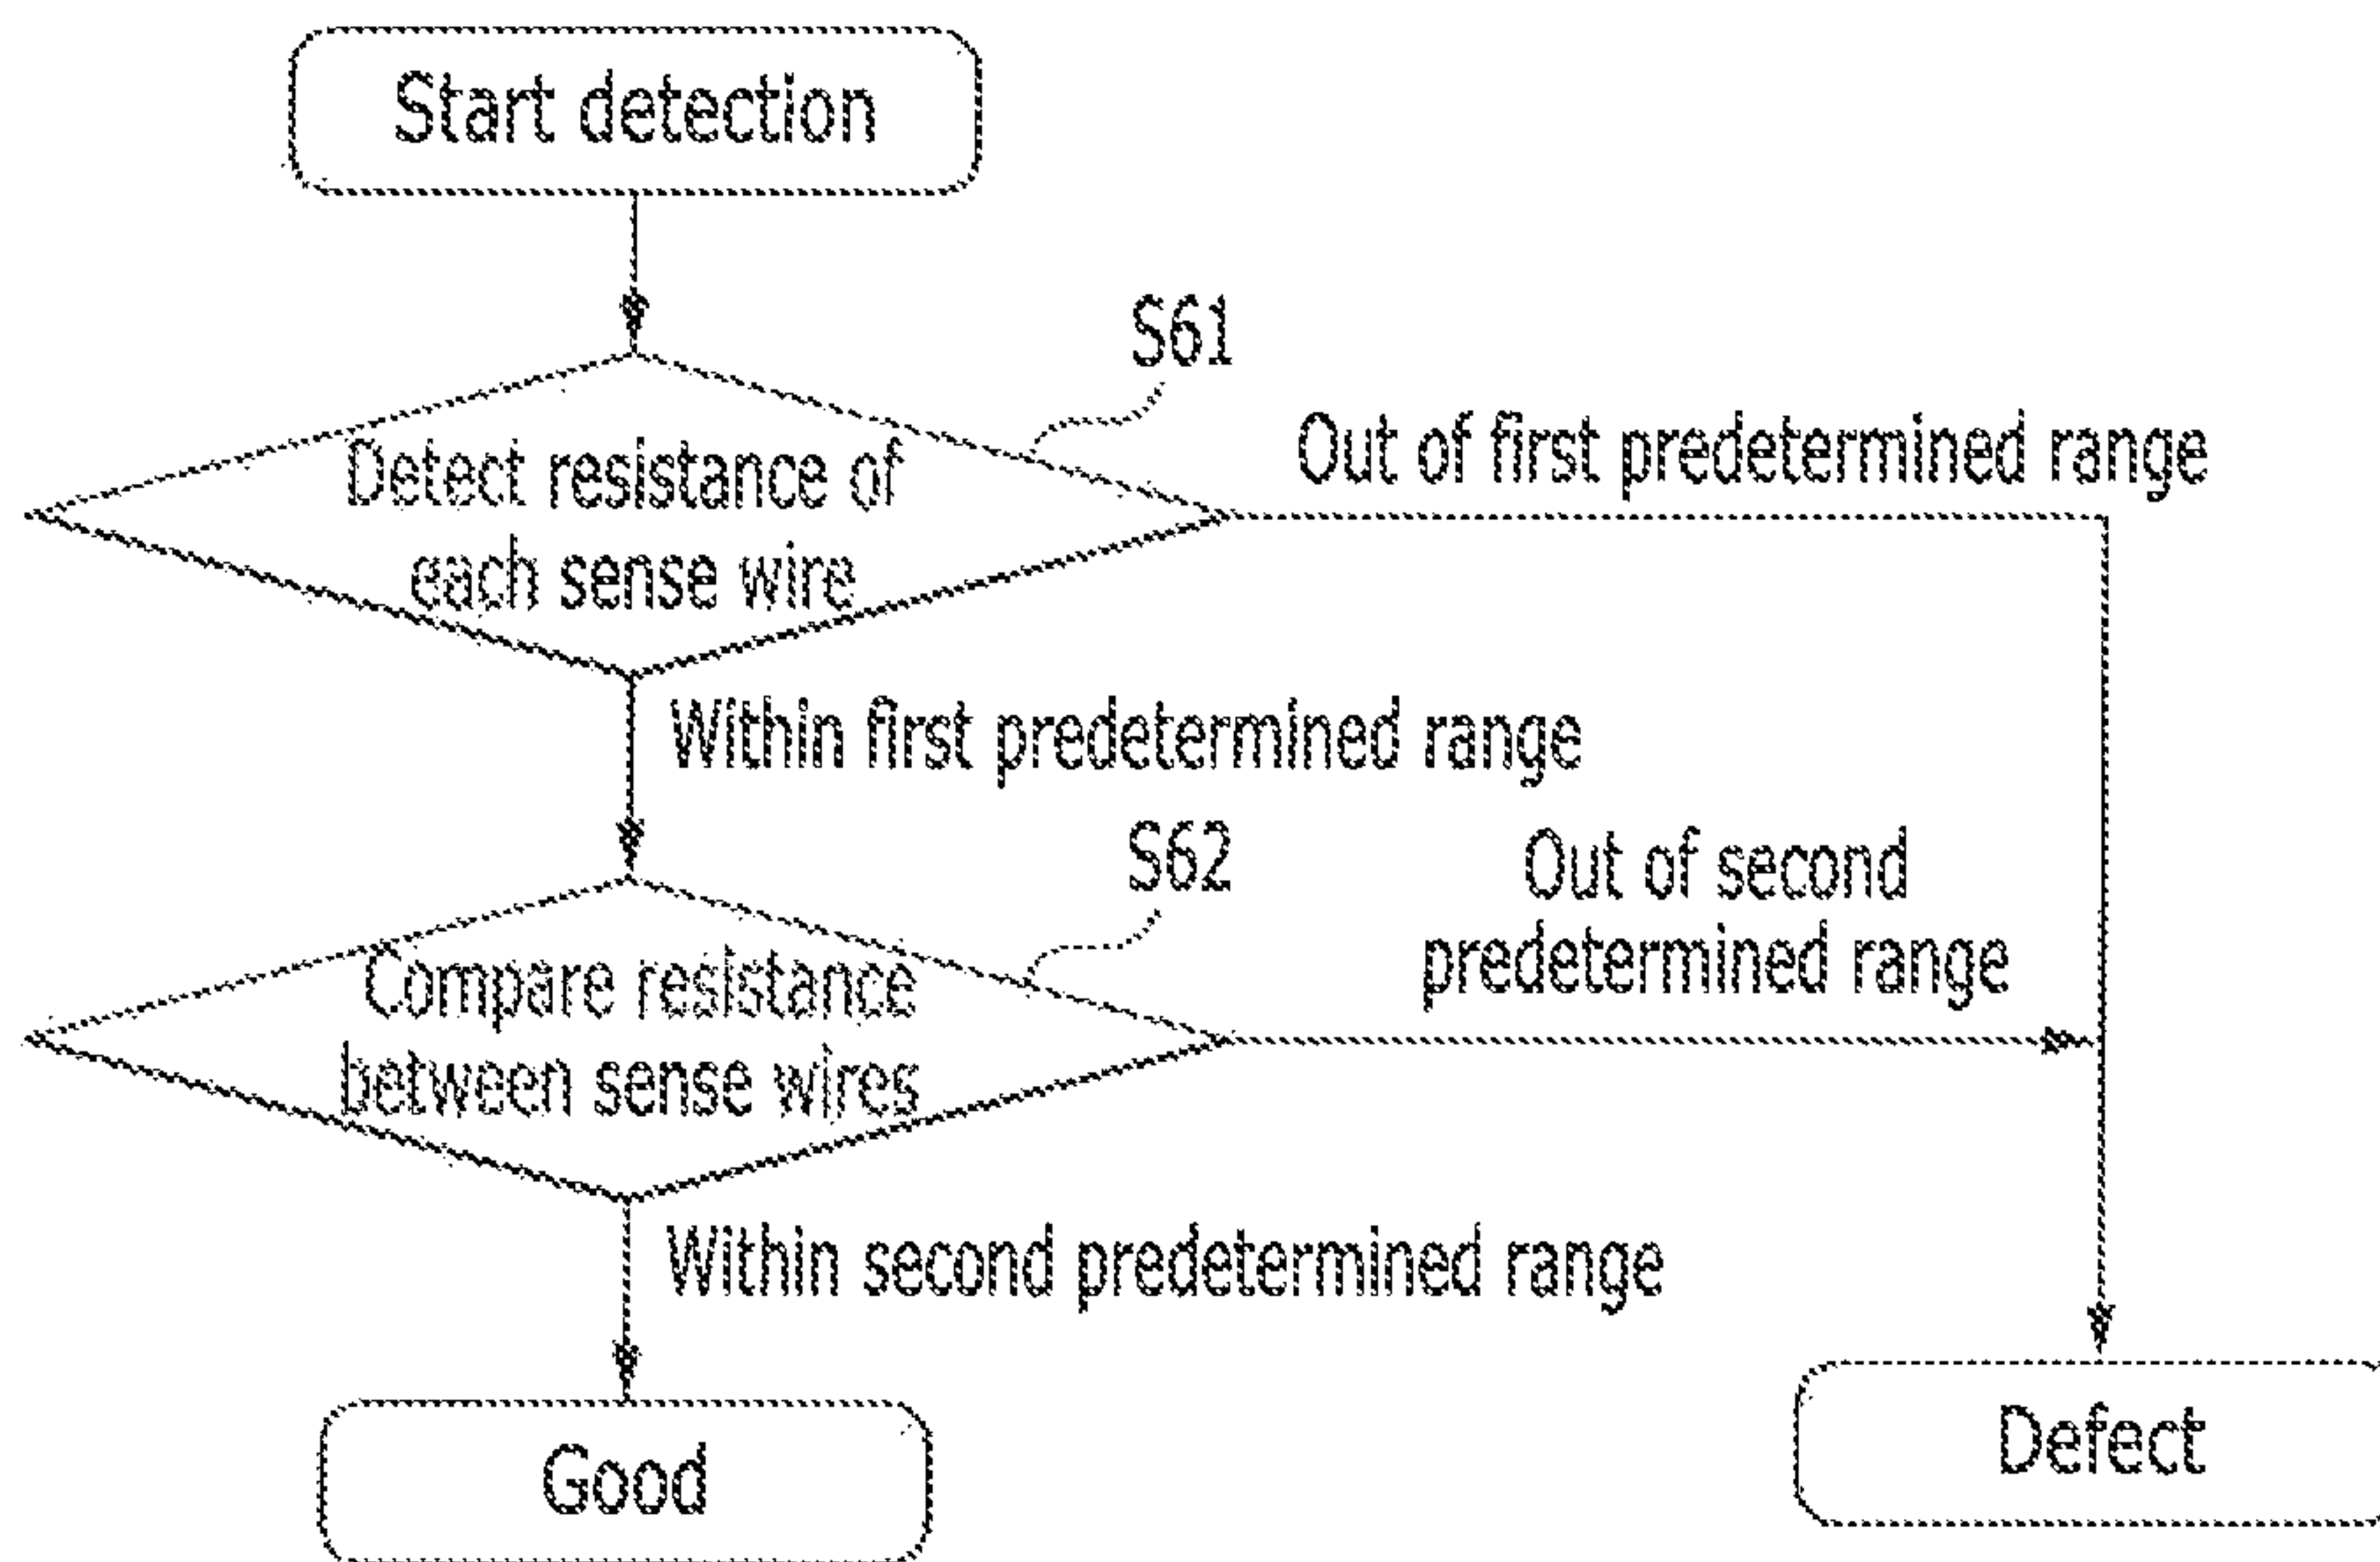 Start detection
S61
Detect resistance of
each sense wire
Out of first predetermined range
Within first predetermined range
S62
Compare resistance
between sense wires
Out of second
predetermined range
Within second predetermined range
Good
Defect